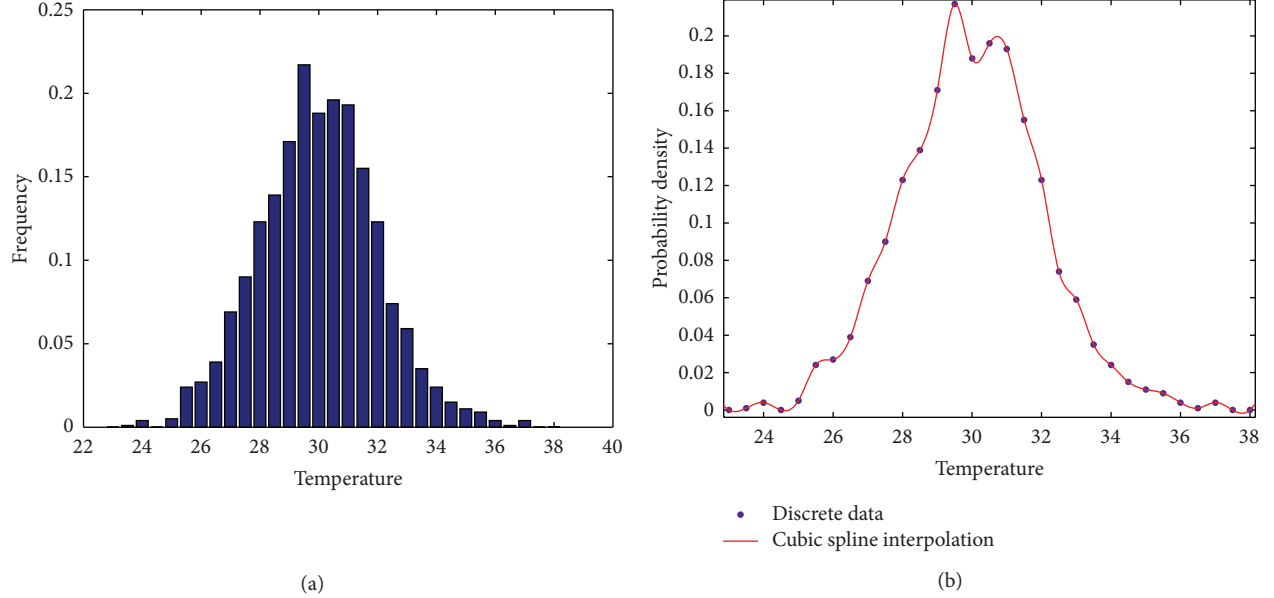 0.25
0.2
0.15
0.1
0.05
0
22 24 26 28 30 32 34 36 38 40
Frequency
Temperature
(a)
0.2
0.18
0.16
0.14
0.12
0.1
0.08
0.06
0.04
0.02
0
24 26 28 30 32 34 36 38
Probability density
Temperature
Discrete data
Cubic spline interpolation
(b)